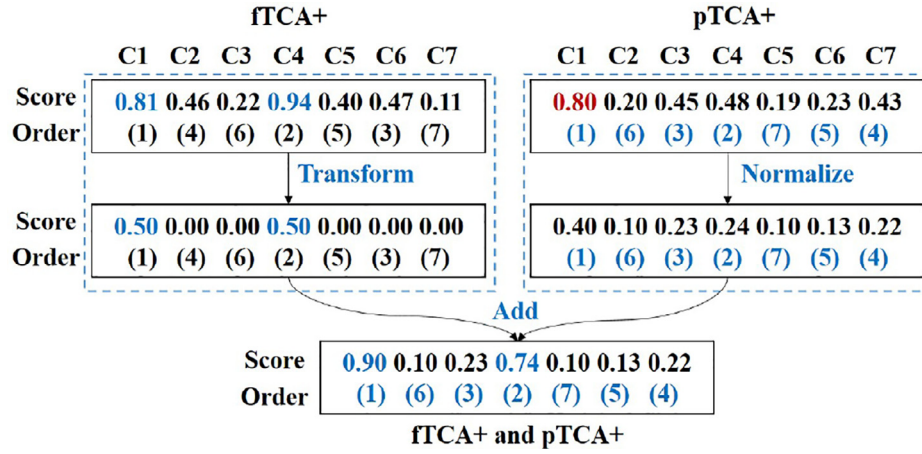 fTCA+ pTCA+
C1 C2 C3 C4 C5 C6 C7 C1 C2 C3 C4 C5 C6 C7
Score 0.81 0.46 0.22 0.94 0.40 0.47 0.11 Score 0.80 0.20 0.45 0.48 0.19 0.23 0.43
Order (1) (4) (6) (2) (5) (3) (7) Order (1) (6) (3) (2) (7) (5) (4)
Transform Normalize
Score 0.50 0.00 0.00 0.50 0.00 0.00 0.00 Score 0.40 0.10 0.23 0.24 0.10 0.13 0.22
Order (1) (4) (6) (2) (5) (3) (7) Order (1) (6) (3) (2) (7) (5) (4)
Add
Score 0.90 0.10 0.23 0.74 0.10 0.13 0.22
Order (1) (6) (3) (2) (7) (5) (4)
fTCA+ and pTCA+